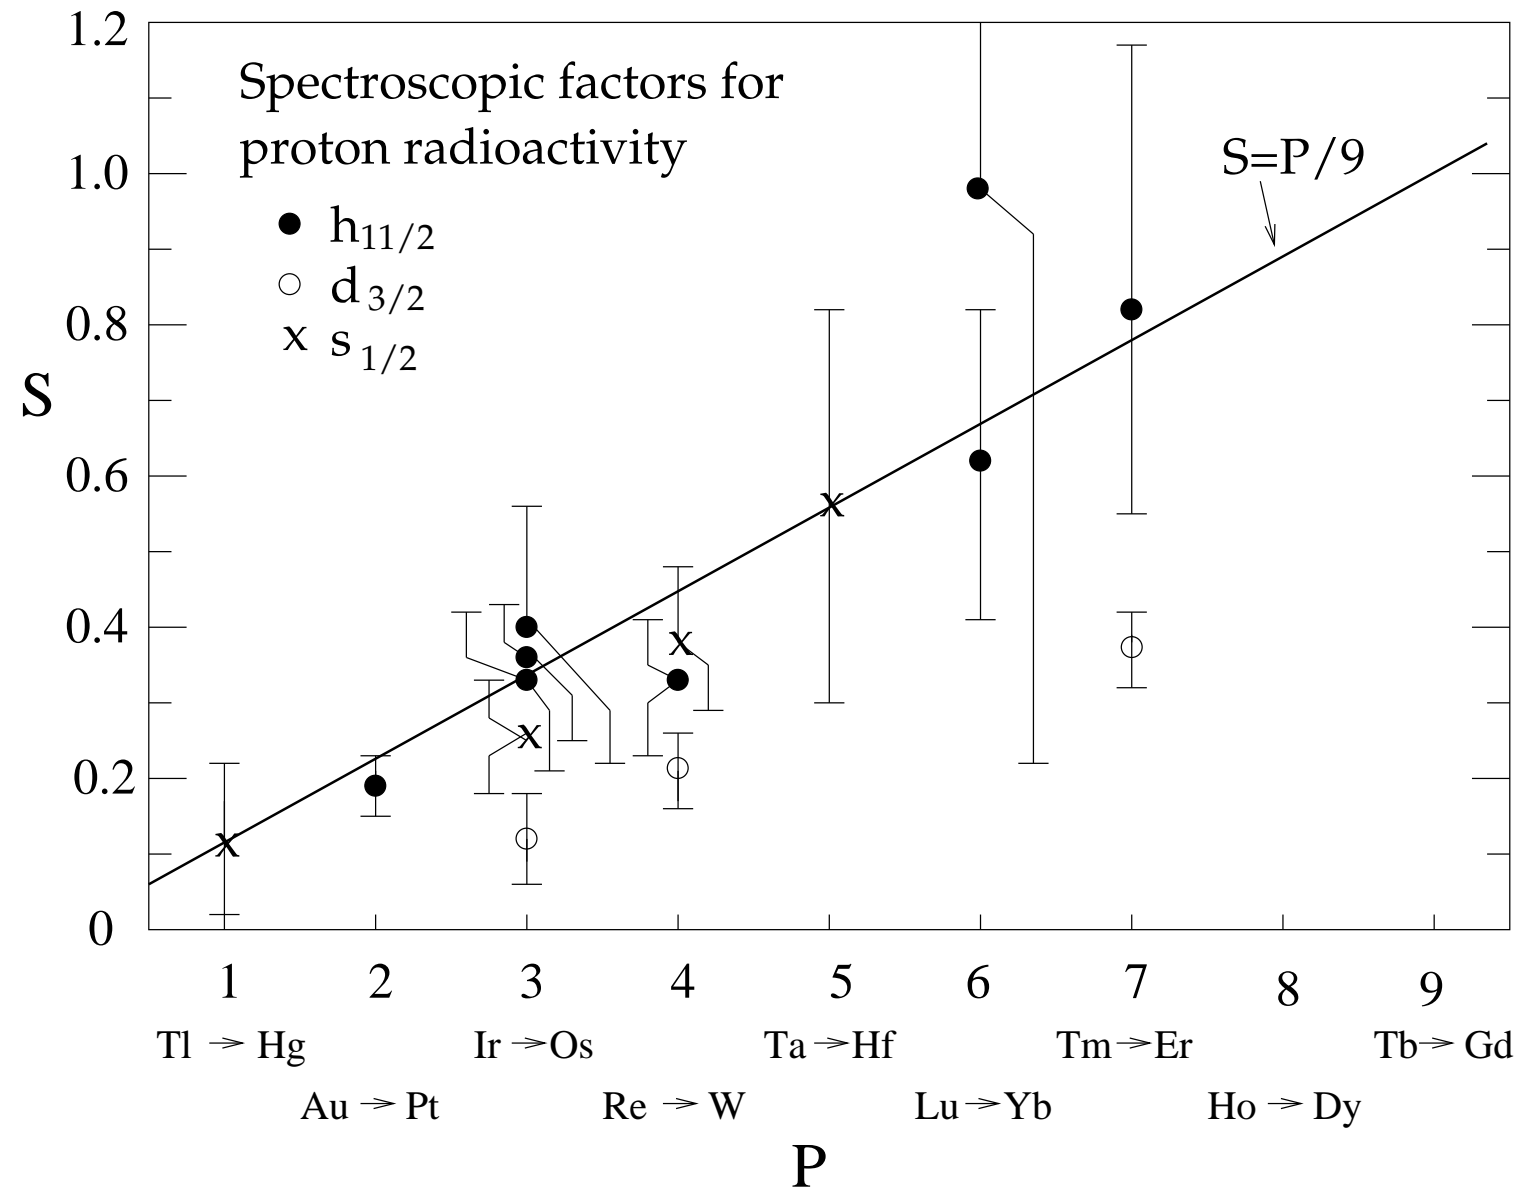 Spectroscopic factors for
proton radioactivity
h11/2
d 3/2
x s 1/2
S=P/9
S
1.2
1.0
0.8
0.6
0.4
0.2
0
1 2 3 4 5 6 7 8 9
Tl → Hg Ir → Os Ta → Hf Tm → Er Tb → Gd
Au → Pt Re → W Lu → Yb Ho → Dy
P